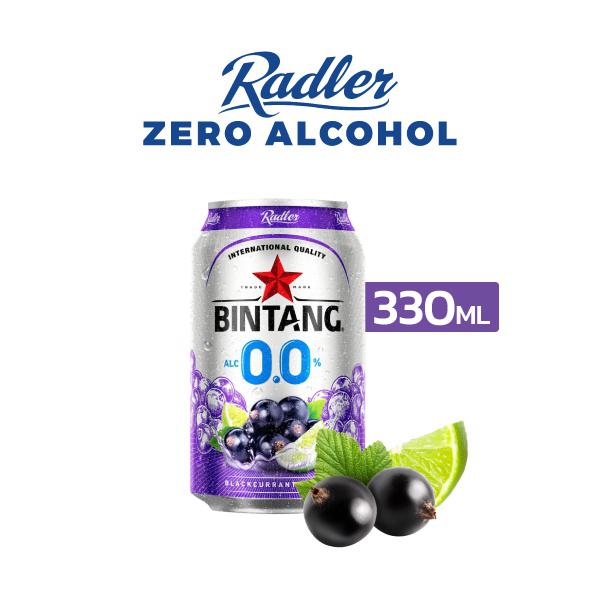 Radler
ZERO ALCOHOL
Radler
INTERNATIONAL QUALITY
TRADE MARK
BINTANG
330ML
ALC 0.0%
BLACKCURRANT